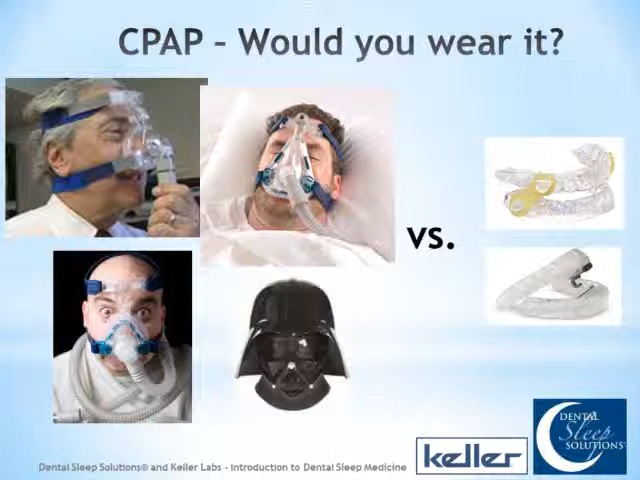 CPAP – Would you wear it?
vs.
DENTAL
Sleep
SOLUTIONS
keller
Dental Sleep Solutions® and Keller Labs - Introduction to Dental Sleep Medicine